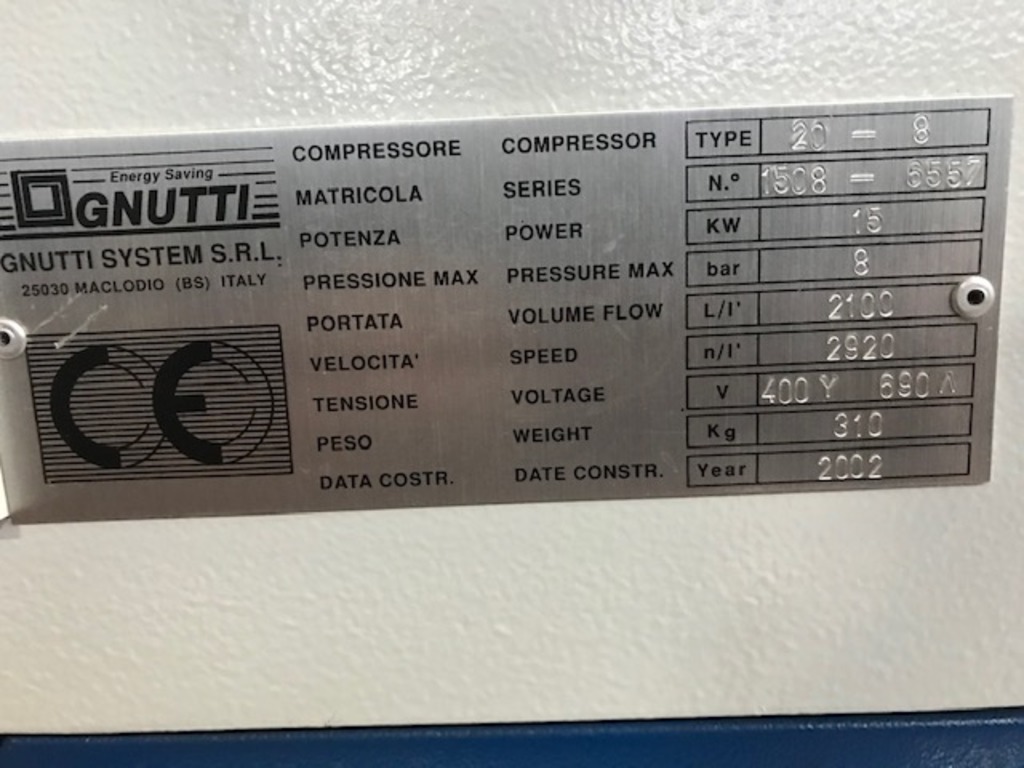 Energy Saving
GNUTTI
GNUTTI SYSTEM S.R.L.
25030 MACLODIO (BS) ITALY
CE
COMPRESSORE COMPRESSOR TYPE 20 - 8
MATRICOLA SERIES N.° 1508 - 6557
POTENZA POWER KW 15
PRESSIONE MAX PRESSURE MAX bar 8
PORTATA VOLUME FLOW L/I' 2100
VELOCITA' SPEED n/I' 2920
TENSIONE VOLTAGE V 400 Y 690 Λ
PESO WEIGHT Kg 310
DATA COSTR. DATE CONSTR. Year 2002